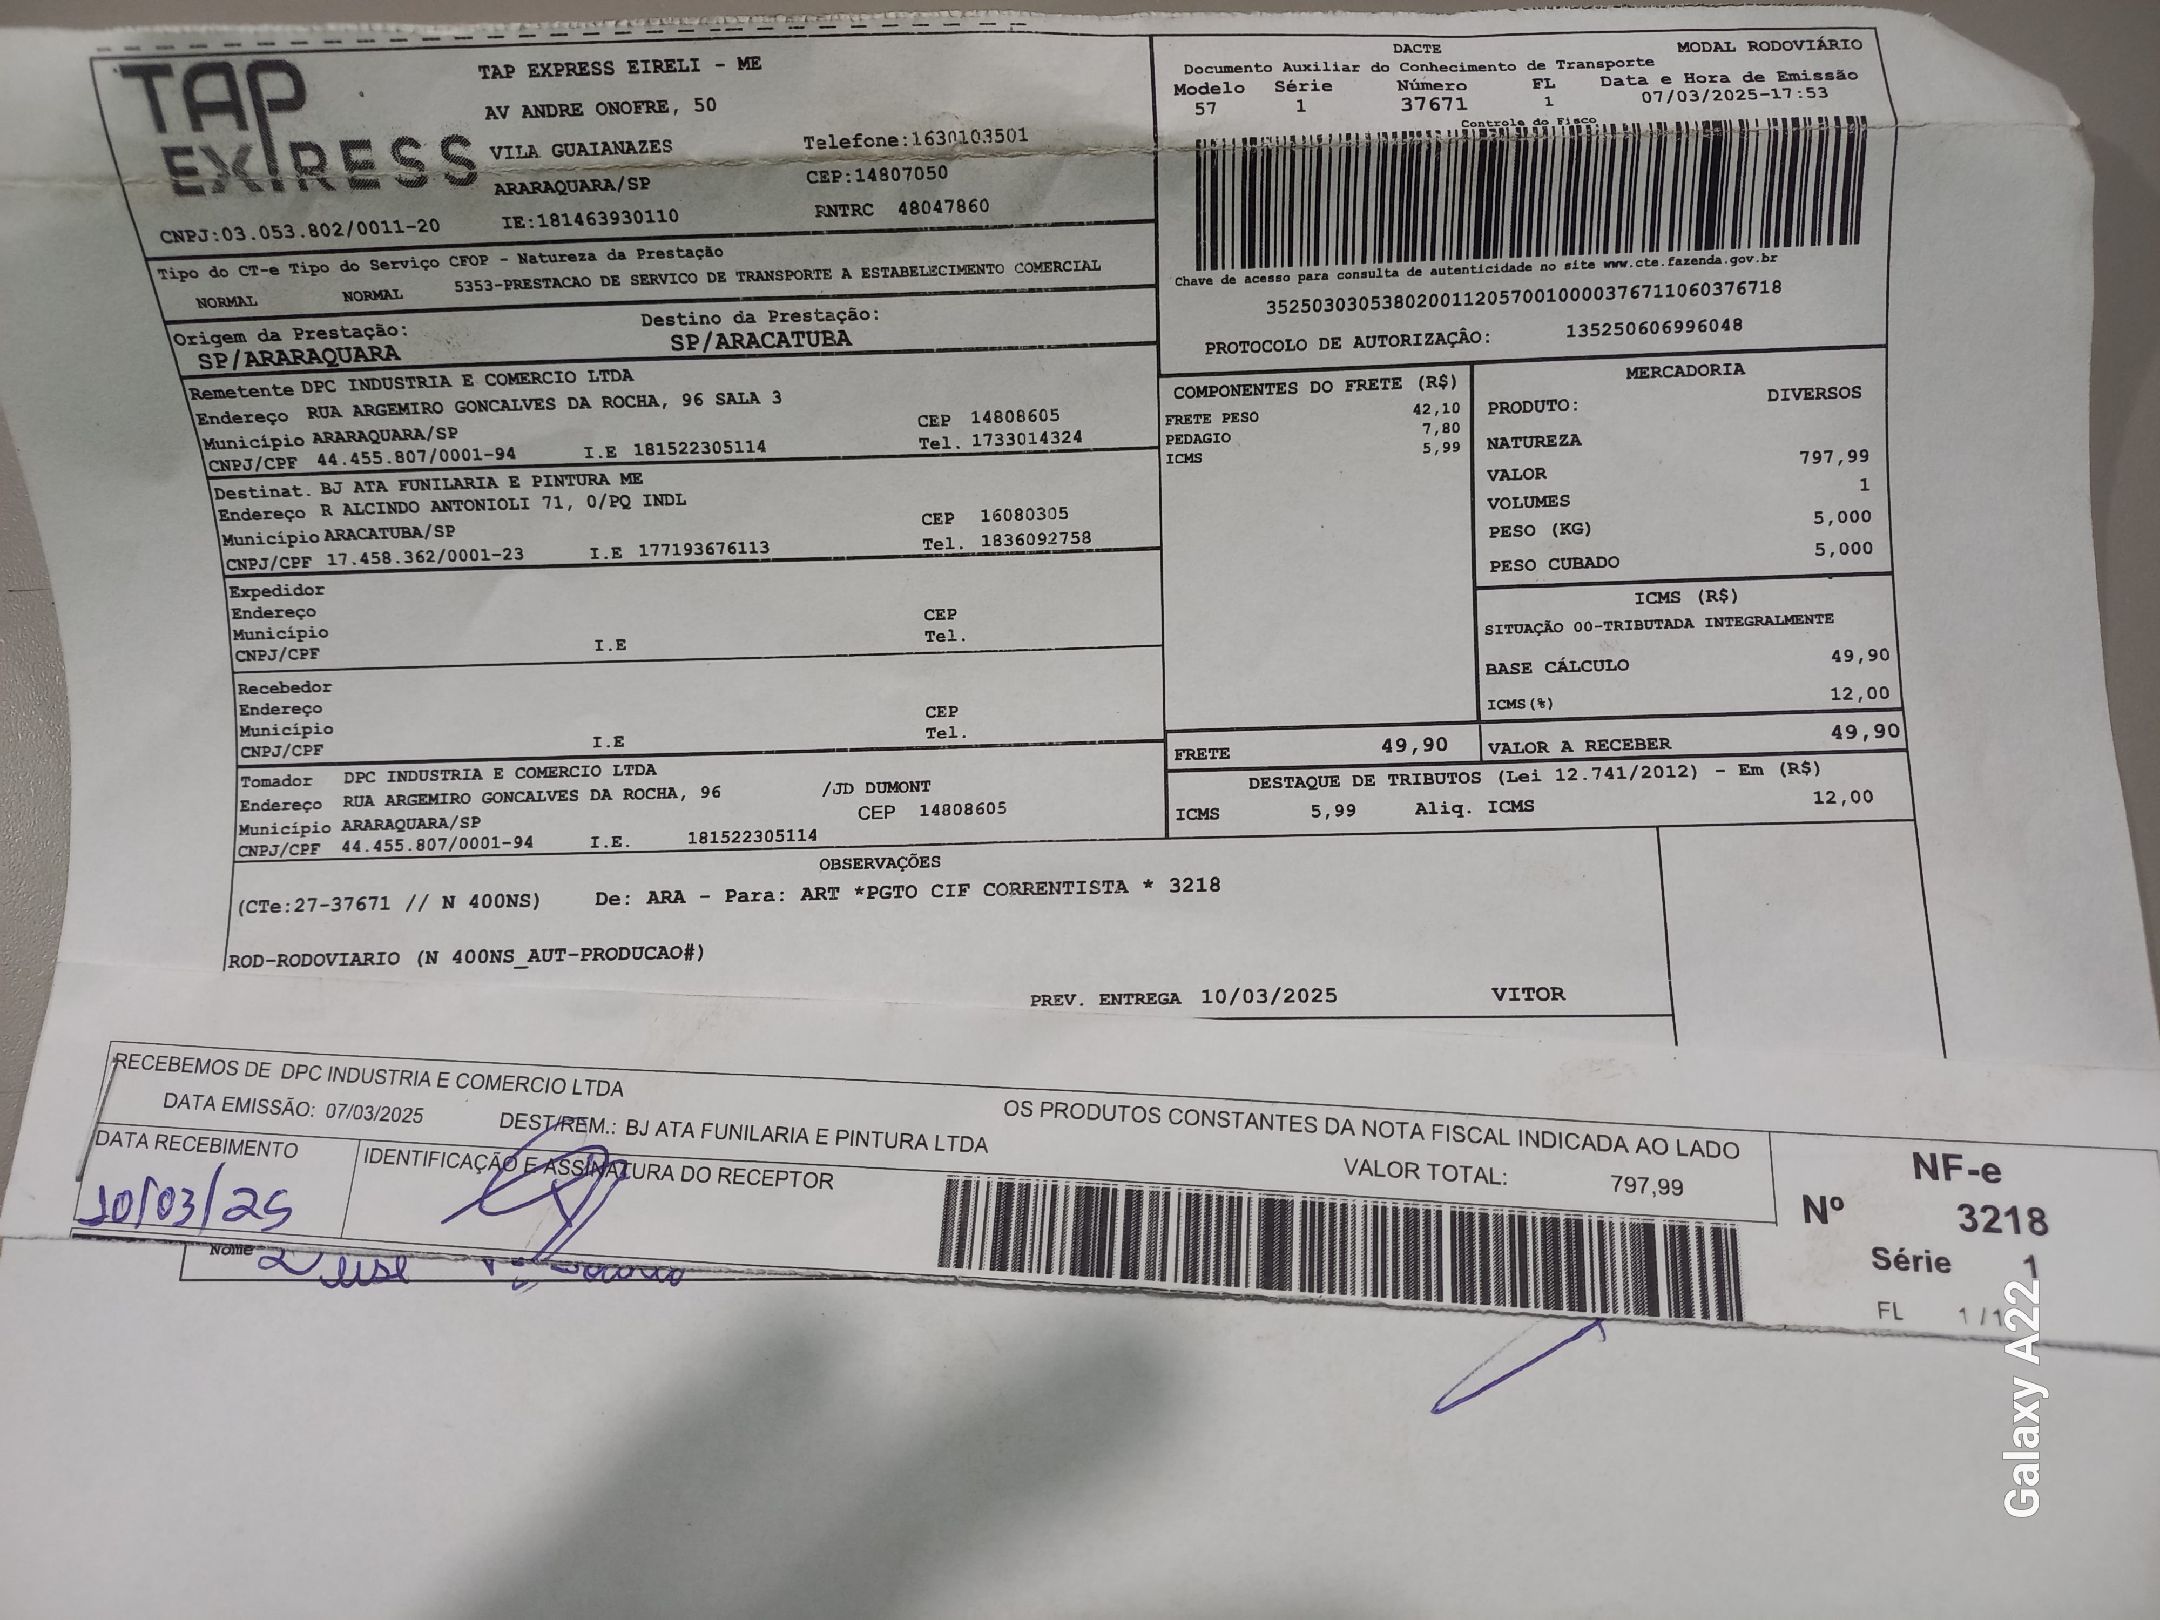 TAP EXPRESS
TAP EXPRESS EIRELI - ME
AV ANDRE ONOFRE, 50
VILA GUAIANAZES Telefone:1630103501
ARARAQUARA/SP CEP:14807050
CNPJ:03.053.802/0011-20 IE:181463930110 RNTRC 48047860
DACTE MODAL RODOVIÁRIO
Documento Auxiliar do Conhecimento de Transporte
Modelo Série Número FL Data e Hora de Emissão
57 1 37671 1 07/03/2025-17:53
Controle do Fisco
Chave de acesso para consulta de autenticidade no site www.cte.fazenda.gov.br
35250303053802001120570010000376711060376718
PROTOCOLO DE AUTORIZAÇÃO: 135250606996048
Tipo do CT-e Tipo do Serviço CFOP - Natureza da Prestação
NORMAL NORMAL 5353-PRESTACAO DE SERVICO DE TRANSPORTE A ESTABELECIMENTO COMERCIAL
Origem da Prestação: Destino da Prestação:
SP/ARARAQUARA SP/ARACATUBA
Remetente DPC INDUSTRIA E COMERCIO LTDA
Endereço RUA ARGEMIRO GONCALVES DA ROCHA, 96 SALA 3
Município ARARAQUARA/SP CEP 14808605
CNPJ/CPF 44.455.807/0001-94 I.E 181522305114 Tel. 1733014324
Destinat. BJ ATA FUNILARIA E PINTURA ME
Endereço R ALCINDO ANTONIOLI 71, 0/PQ INDL
Município ARACATUBA/SP CEP 16080305
CNPJ/CPF 17.458.362/0001-23 I.E 177193676113 Tel. 1836092758
Expedidor
Endereço CEP
Município Tel.
CNPJ/CPF I.E
Recebedor
Endereço CEP
Município Tel.
CNPJ/CPF I.E
Tomador DPC INDUSTRIA E COMERCIO LTDA
Endereço RUA ARGEMIRO GONCALVES DA ROCHA, 96 /JD DUMONT
Município ARARAQUARA/SP CEP 14808605
CNPJ/CPF 44.455.807/0001-94 I.E. 181522305114
COMPONENTES DO FRETE (R$)
FRETE PESO 42,10
PEDAGIO 7,80
ICMS 5,99
MERCADORIA
PRODUTO: DIVERSOS
NATUREZA
VALOR 797,99
VOLUMES 1
PESO (KG) 5,000
PESO CUBADO 5,000
ICMS (R$)
SITUAÇÃO 00-TRIBUTADA INTEGRALMENTE
BASE CÁLCULO 49,90
ICMS(%) 12,00
FRETE 49,90 VALOR A RECEBER 49,90
DESTAQUE DE TRIBUTOS (Lei 12.741/2012) - Em (R$)
ICMS 5,99 Aliq. ICMS 12,00
OBSERVAÇÕES
(CTe:27-37671 // N 400NS) De: ARA - Para: ART *PGTO CIF CORRENTISTA * 3218
ROD-RODOVIARIO (N 400NS_AUT-PRODUCAO#)
PREV. ENTREGA 10/03/2025 VITOR
RECEBEMOS DE DPC INDUSTRIA E COMERCIO LTDA OS PRODUTOS CONSTANTES DA NOTA FISCAL INDICADA AO LADO
DATA EMISSÃO: 07/03/2025 DEST/REM.: BJ ATA FUNILARIA E PINTURA LTDA VALOR TOTAL: 797,99
DATA RECEBIMENTO IDENTIFICAÇÃO E ASSINATURA DO RECEPTOR
10/03/25
NF-e
Nº 3218
Série 1
FL 1/1
Nome
Galaxy A22